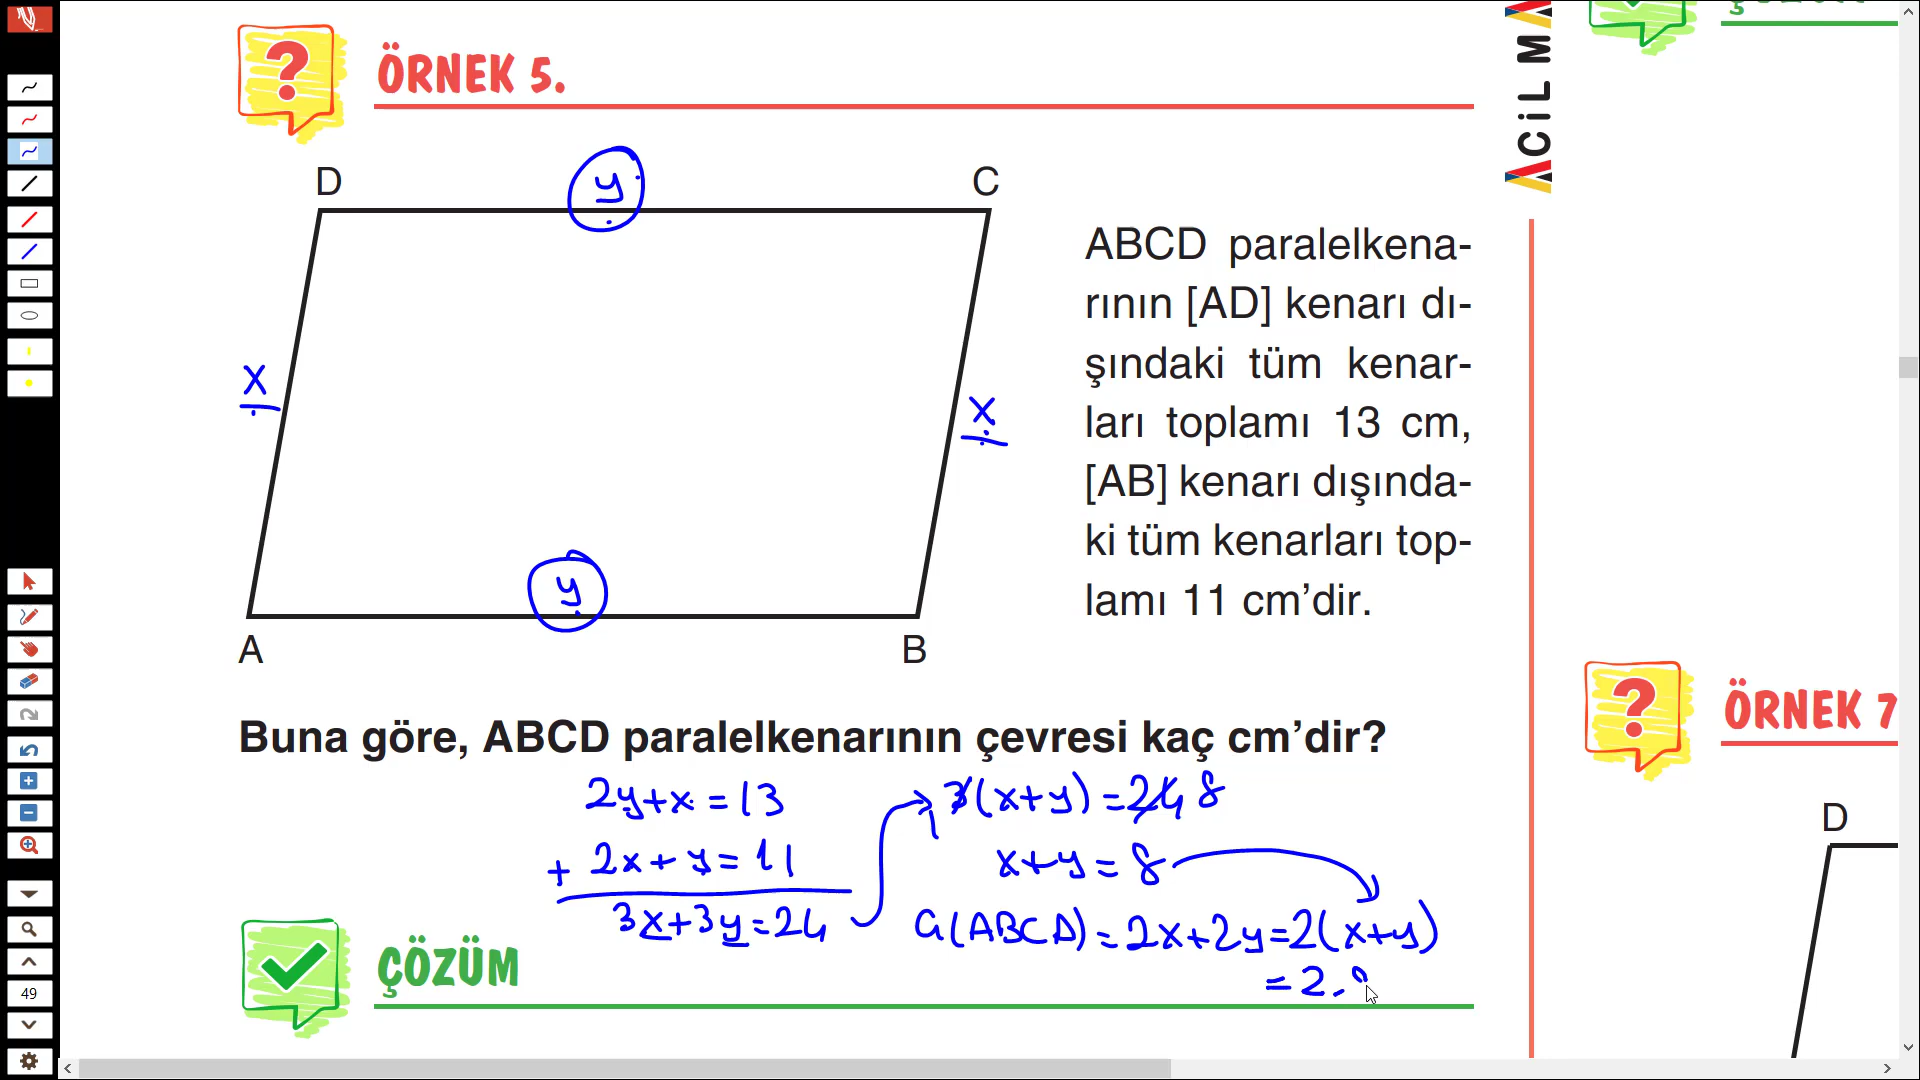 ÖRNEK 5.
D
y
C
x
x
y
A
B
ABCD paralelkena-
rının [AD] kenarı dı-
şındaki tüm kenar-
ları toplamı 13 cm,
[AB] kenarı dışında-
ki tüm kenarları top-
lamı 11 cm’dir.
Buna göre, ABCD paralelkenarının çevresi kaç cm’dir?
2y+x=13
+ 2x+y=11
3x+3y=24
3(x+y)=24 8
x+y=8
Ç(ABCD)=2x+2y=2(x+y)
=2.
ÇÖZÜM
ACiL M
ÖRNEK 7
D
49